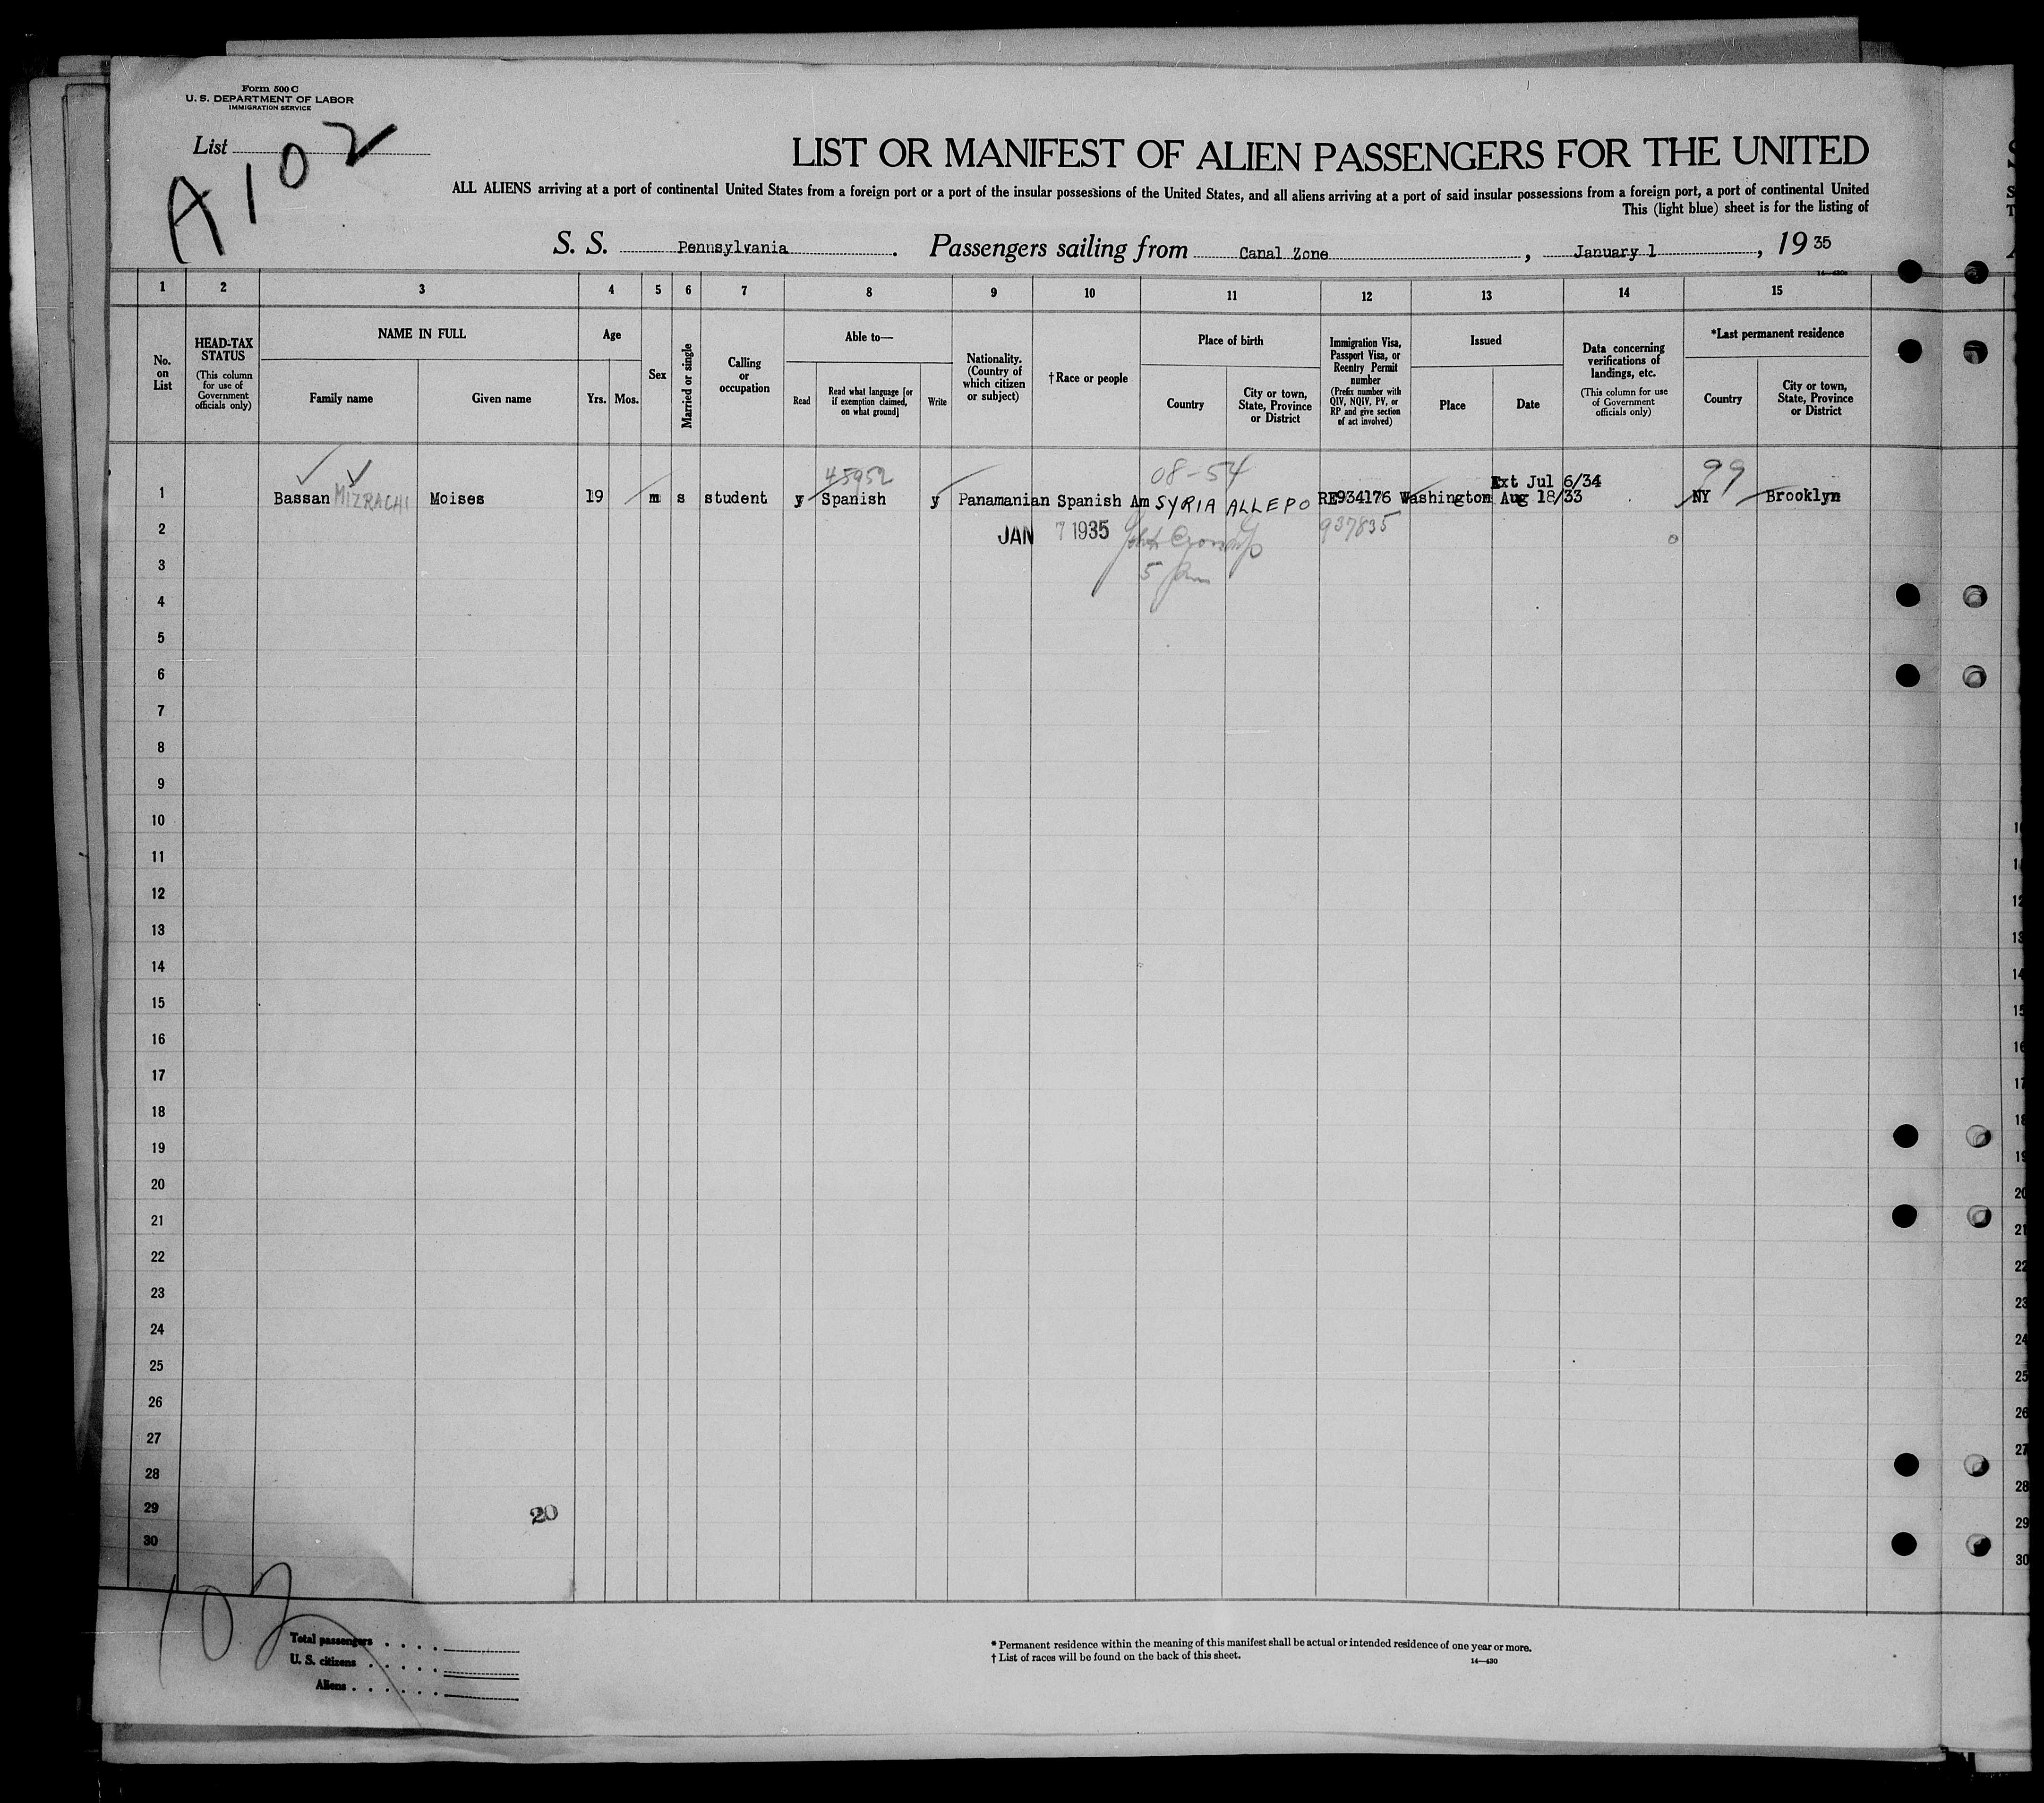 Form 500 C
U. S. DEPARTMENT OF LABOR
IMMIGRATION SERVICE
List
A 102
LIST OR MANIFEST OF ALIEN PASSENGERS FOR THE UNITED
ALL ALIENS arriving at a port of continental United States from a foreign port or a port of the insular possessions of the United States, and all aliens arriving at a port of said insular possessions from a foreign port, a port of continental United
This (light blue) sheet is for the listing of
S. S. Pennsylvania . Passengers sailing from Canal Zone , January 1 , 1935
14—430a
1 2 3 4 5 6 7 8 9 10 11 12 13 14 15
No. on List
HEAD-TAX STATUS
(This column for use of Government officials only)
NAME IN FULL
Family name Given name
Age
Yrs. Mos.
Sex
Married or single
Calling or occupation
Able to—
Read
Read what language [or if exemption claimed, on what ground]
Write
Nationality. (Country of which citizen or subject)
†Race or people
Place of birth
Country
City or town, State, Province or District
Immigration Visa, Passport Visa, or Reentry Permit number
(Prefix number with QIV, NQIV, PV, or RP and give section of act involved)
Issued
Place Date
Data concerning verifications of landings, etc.
(This column for use of Government officials only)
*Last permanent residence
Country
City or town, State, Province or District
45952 08-54 Ext Jul 6/34 99
1 Bassan MIZRACHI Moises 19 m s student y Spanish y Panamanian Spanish Am SYRIA ALLEPO RE934176 Washington Aug 18/33 NY Brooklyn
2 JAN 7 1935 937835
3
4
5
6
7
8
9
10
11
12
13
14
15
16
17
18
19
20
21
22
23
24
25
26
27
28
29
20
30
102
Total passengers
U. S. citizens
Aliens
* Permanent residence within the meaning of this manifest shall be actual or intended residence of one year or more.
† List of races will be found on the back of this sheet.
14—430